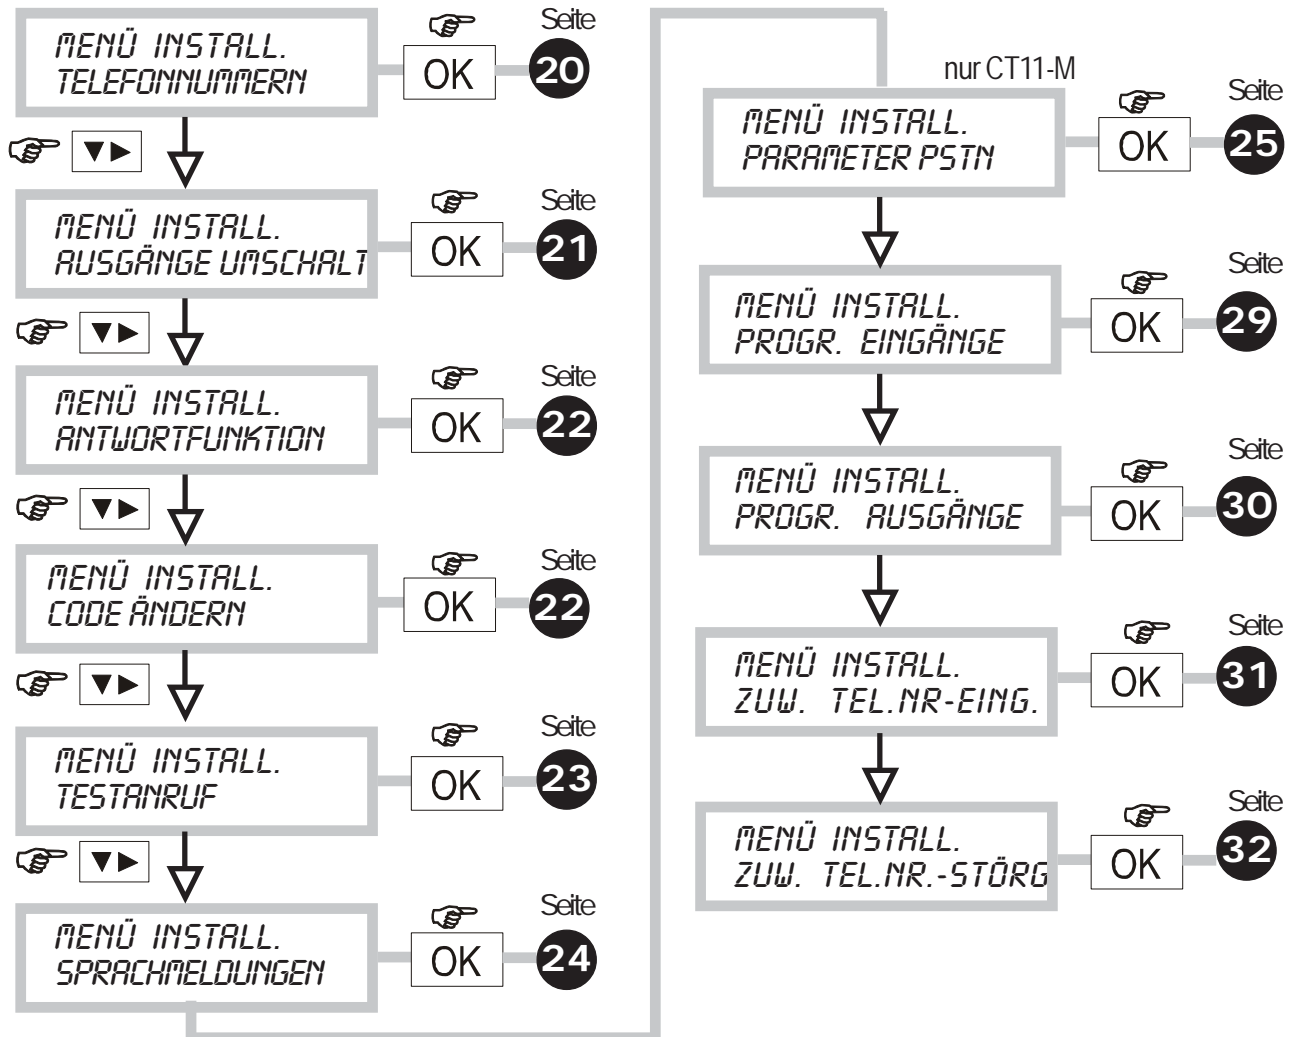 Seite
MENÜ INSTALL.
TELEFONNUMMERN
OK
20
▼▶
Seite
MENÜ INSTALL.
AUSGÄNGE UMSCHALT
OK
21
▼▶
Seite
MENÜ INSTALL.
ANTWORTFUNKTION
OK
22
▼▶
Seite
MENÜ INSTALL.
CODE ÄNDERN
OK
22
▼▶
Seite
MENÜ INSTALL.
TESTANRUF
OK
23
▼▶
Seite
MENÜ INSTALL.
SPRACHMELDUNGEN
OK
24
nur CT11-M
Seite
MENÜ INSTALL.
PARAMETER PSTN
OK
25
Seite
MENÜ INSTALL.
PROGR. EINGÄNGE
OK
29
Seite
MENÜ INSTALL.
PROGR. AUSGÄNGE
OK
30
Seite
MENÜ INSTALL.
ZUW. TEL.NR-EING.
OK
31
Seite
MENÜ INSTALL.
ZUW. TEL.NR.-STÖRG
OK
32